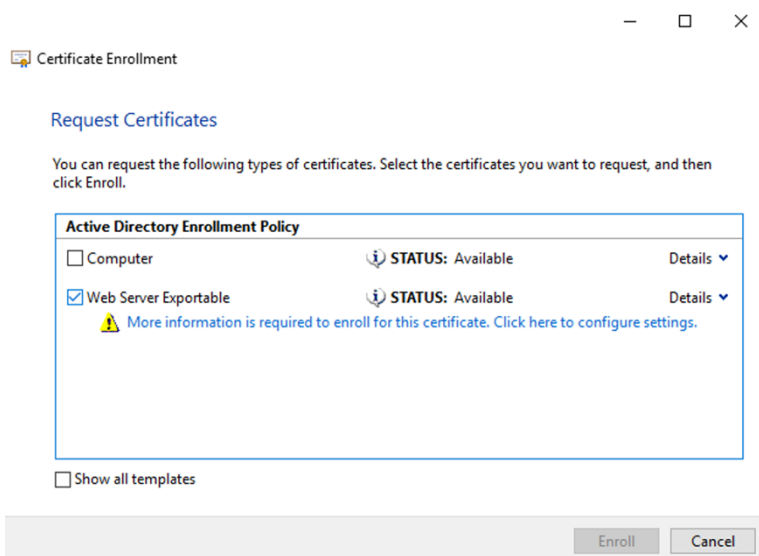 Certificate Enrollment
Request Certificates
You can request the following types of certificates. Select the certificates you want to request, and then
click Enroll.
Active Directory Enrollment Policy
Computer STATUS: Available Details
Web Server Exportable STATUS: Available Details
More information is required to enroll for this certificate. Click here to configure settings.
Show all templates
Enroll Cancel